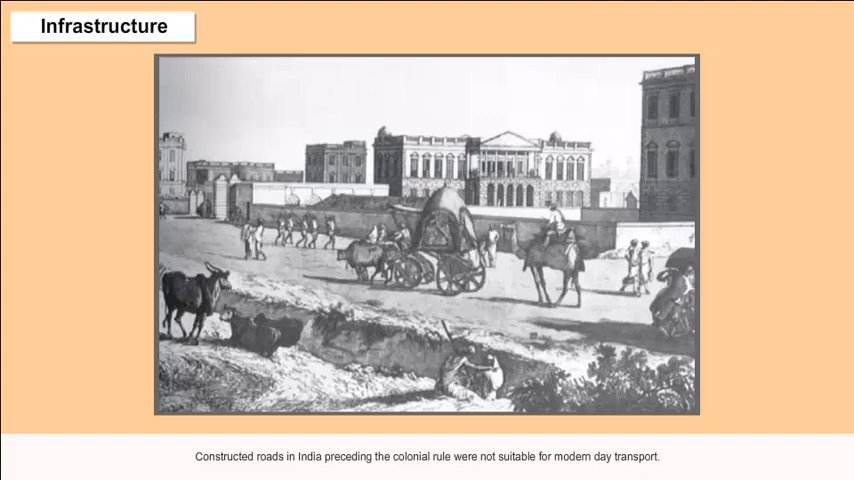 Infrastructure
Constructed roads in India preceding the colonial rule were not suitable for modern day transport.